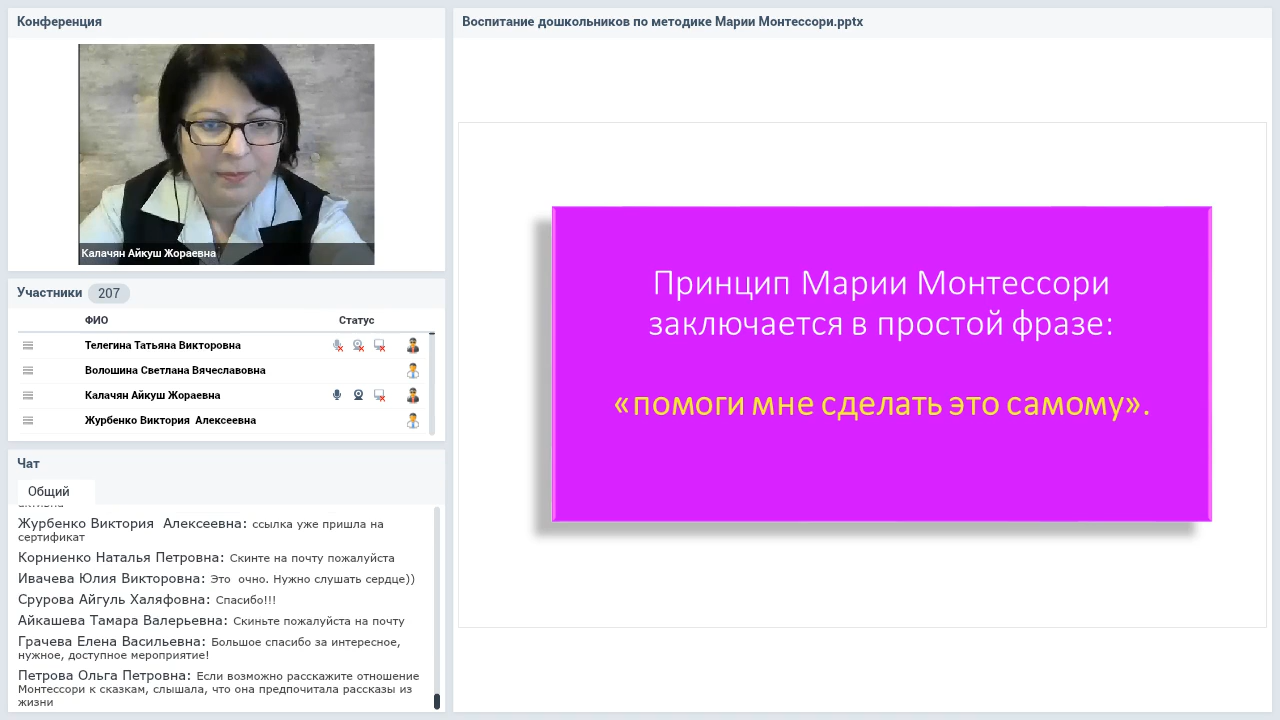 Конференция
Калачян Айкуш Жораевна
Участники 207
ФИО Статус
Телегина Татьяна Викторовна
Волошина Светлана Вячеславовна
Калачян Айкуш Жораевна
Журбенко Виктория  Алексеевна
Чат
Общий
Журбенко Виктория  Алексеевна: ссылка уже пришла на
сертификат
Корниенко Наталья Петровна: Скинте на почту пожалуйста
Ивачева Юлия Викторовна: Это  очно. Нужно слушать сердце))
Срурова Айгуль Халяфовна: Спасибо!!!
Айкашева Тамара Валерьевна: Скиньте пожалуйста на почту
Грачева Елена Васильевна: Большое спасибо за интересное,
нужное, доступное мероприятие!
Петрова Ольга Петровна: Если возможно расскажите отношение
Монтессори к сказкам, слышала, что она предпочитала рассказы из
жизни
Воспитание дошкольников по методике Марии Монтессори.pptx
Принцип Марии Монтессори
заключается в простой фразе:
«помоги мне сделать это самому».